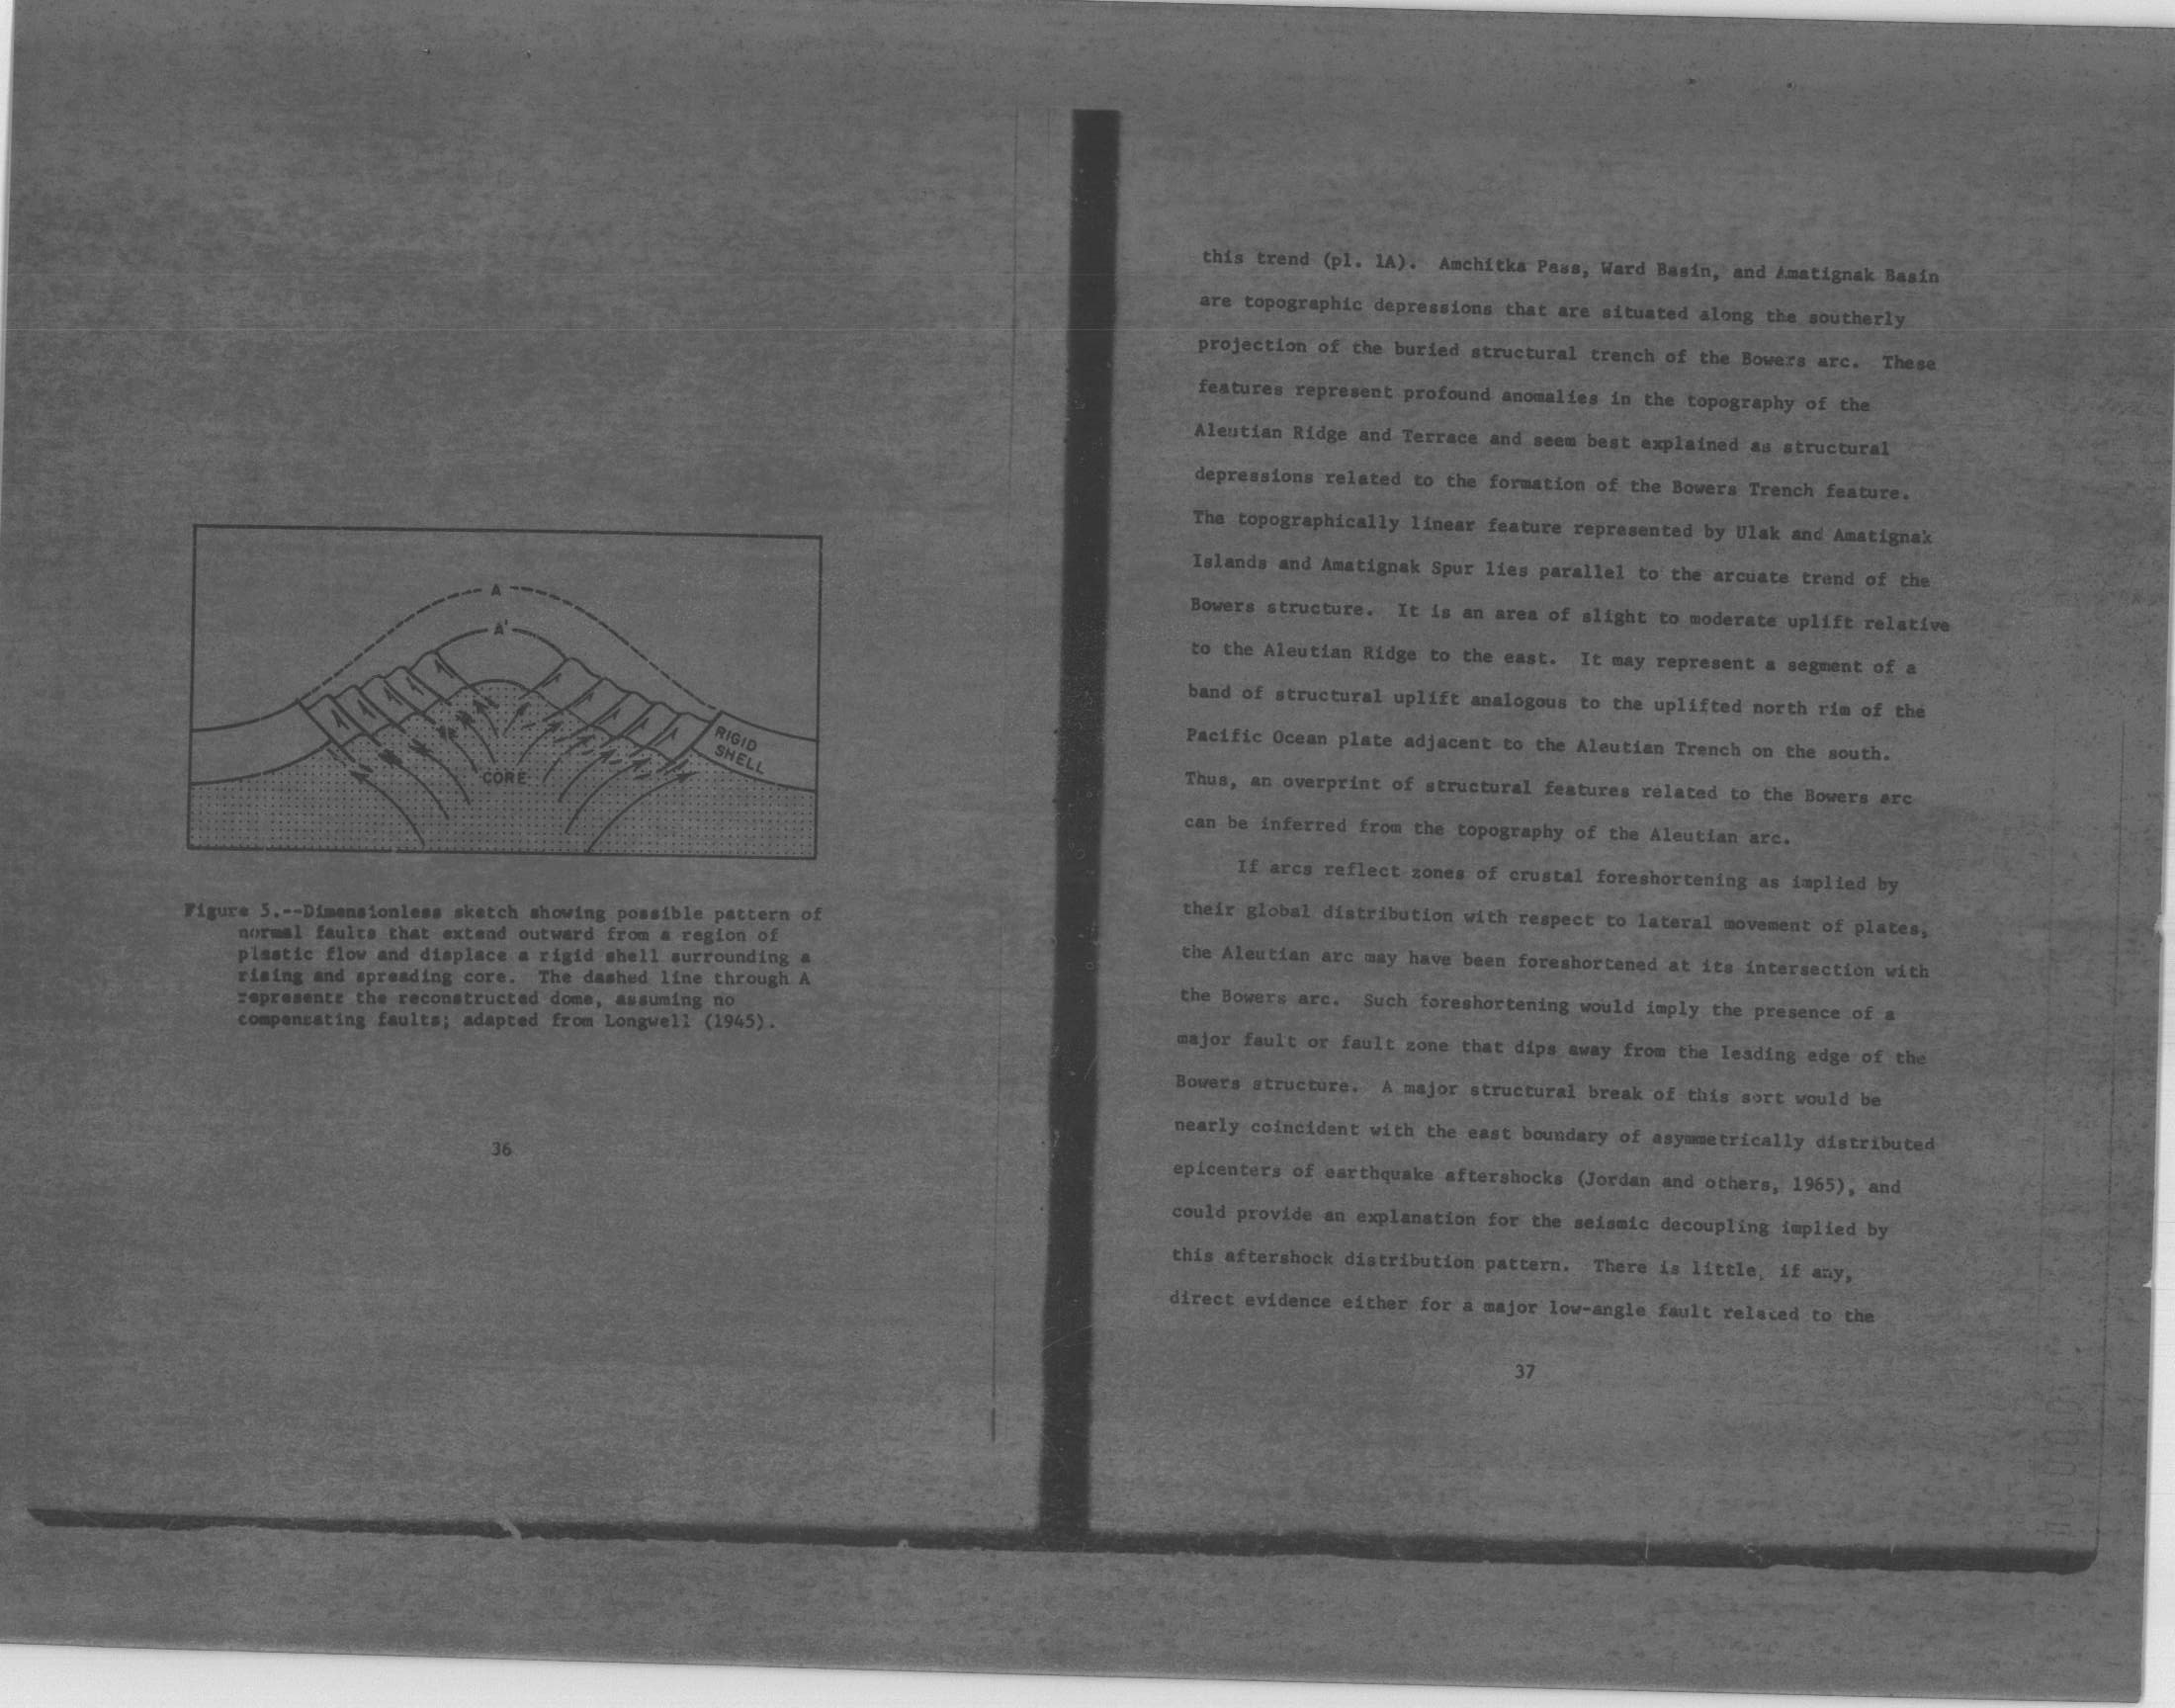 A
A'
RIGID
SHELL
CORE
Figure 5.--Dimensionless sketch showing possible pattern of
normal faults that extend outward from a region of
plastic flow and displace a rigid shell surrounding a
rising and spreading core. The dashed line through A
represents the reconstructed dome, assuming no
compensating faults; adapted from Longwell (1945).
36
this trend (pl. 1A). Amchitka Pass, Ward Basin, and Amatignak Basin
are topographic depressions that are situated along the southerly
projection of the buried structural trench of the Bowers arc. These
features represent profound anomalies in the topography of the
Aleutian Ridge and Terrace and seem best explained as structural
depressions related to the formation of the Bowers Trench feature.
The topographically linear feature represented by Ulak and Amatignak
Islands and Amatignak Spur lies parallel to the arcuate trend of the
Bowers structure. It is an area of slight to moderate uplift relative
to the Aleutian Ridge to the east. It may represent a segment of a
band of structural uplift analogous to the uplifted north rim of the
Pacific Ocean plate adjacent to the Aleutian Trench on the south.
Thus, an overprint of structural features related to the Bowers arc
can be inferred from the topography of the Aleutian arc.
If arcs reflect zones of crustal foreshortening as implied by
their global distribution with respect to lateral movement of plates,
the Aleutian arc may have been foreshortened at its intersection with
the Bowers arc. Such foreshortening would imply the presence of a
major fault or fault zone that dips away from the leading edge of the
Bowers structure. A major structural break of this sort would be
nearly coincident with the east boundary of asymmetrically distributed
epicenters of earthquake aftershocks (Jordan and others, 1965), and
could provide an explanation for the seismic decoupling implied by
this aftershock distribution pattern. There is little, if any,
direct evidence either for a major low-angle fault related to the
37